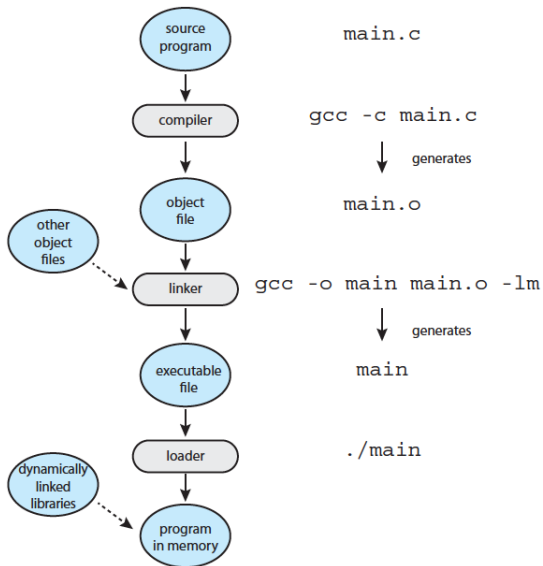 source
program
main.c
compiler
gcc -c main.c
generates
object
file
main.o
other
object
files
linker
gcc -o main main.o -lm
generates
executable
file
main
loader
./main
dynamically
linked
libraries
program
in memory